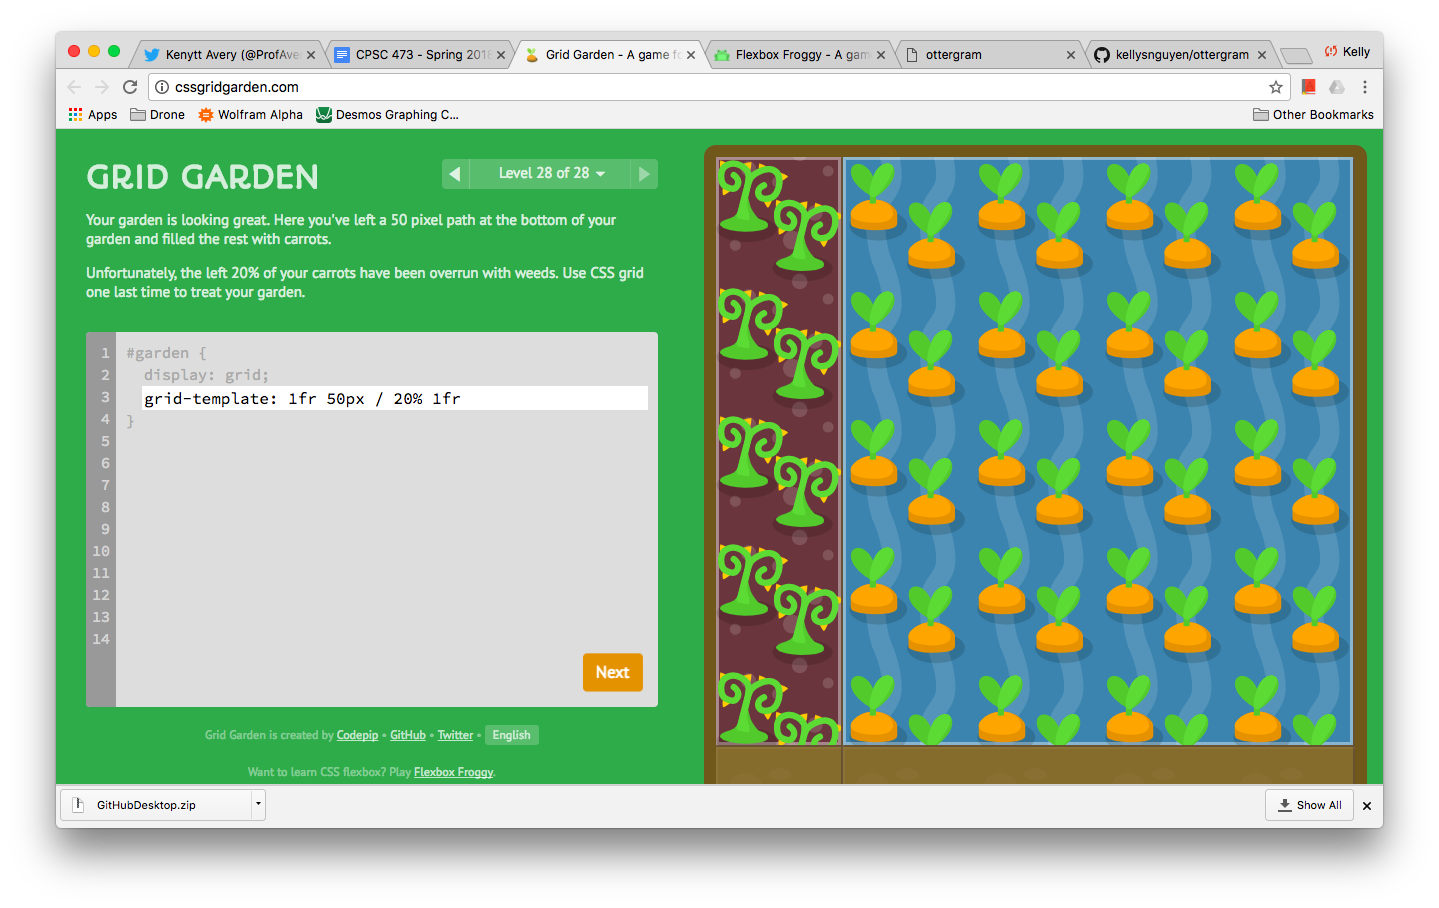 Kenytt Avery (@ProfAve
CPSC 473 - Spring 2018
Grid Garden - A game fo
Flexbox Froggy - A gam
ottergram
kellysnguyen/ottergram
Kelly
cssgridgarden.com
Apps
Drone
Wolfram Alpha
Desmos Graphing C...
Other Bookmarks
GRID GARDEN
Level 28 of 28
Your garden is looking great. Here you've left a 50 pixel path at the bottom of your
garden and filled the rest with carrots.
Unfortunately, the left 20% of your carrots have been overrun with weeds. Use CSS grid
one last time to treat your garden.
1 #garden {
2 display: grid;
3 grid-template: 1fr 50px / 20% 1fr
4 }
5
6
7
8
9
10
11
12
13
14
Next
Grid Garden is created by Codepip • GitHub • Twitter • English
Want to learn CSS flexbox? Play Flexbox Froggy.
GitHubDesktop.zip
Show All